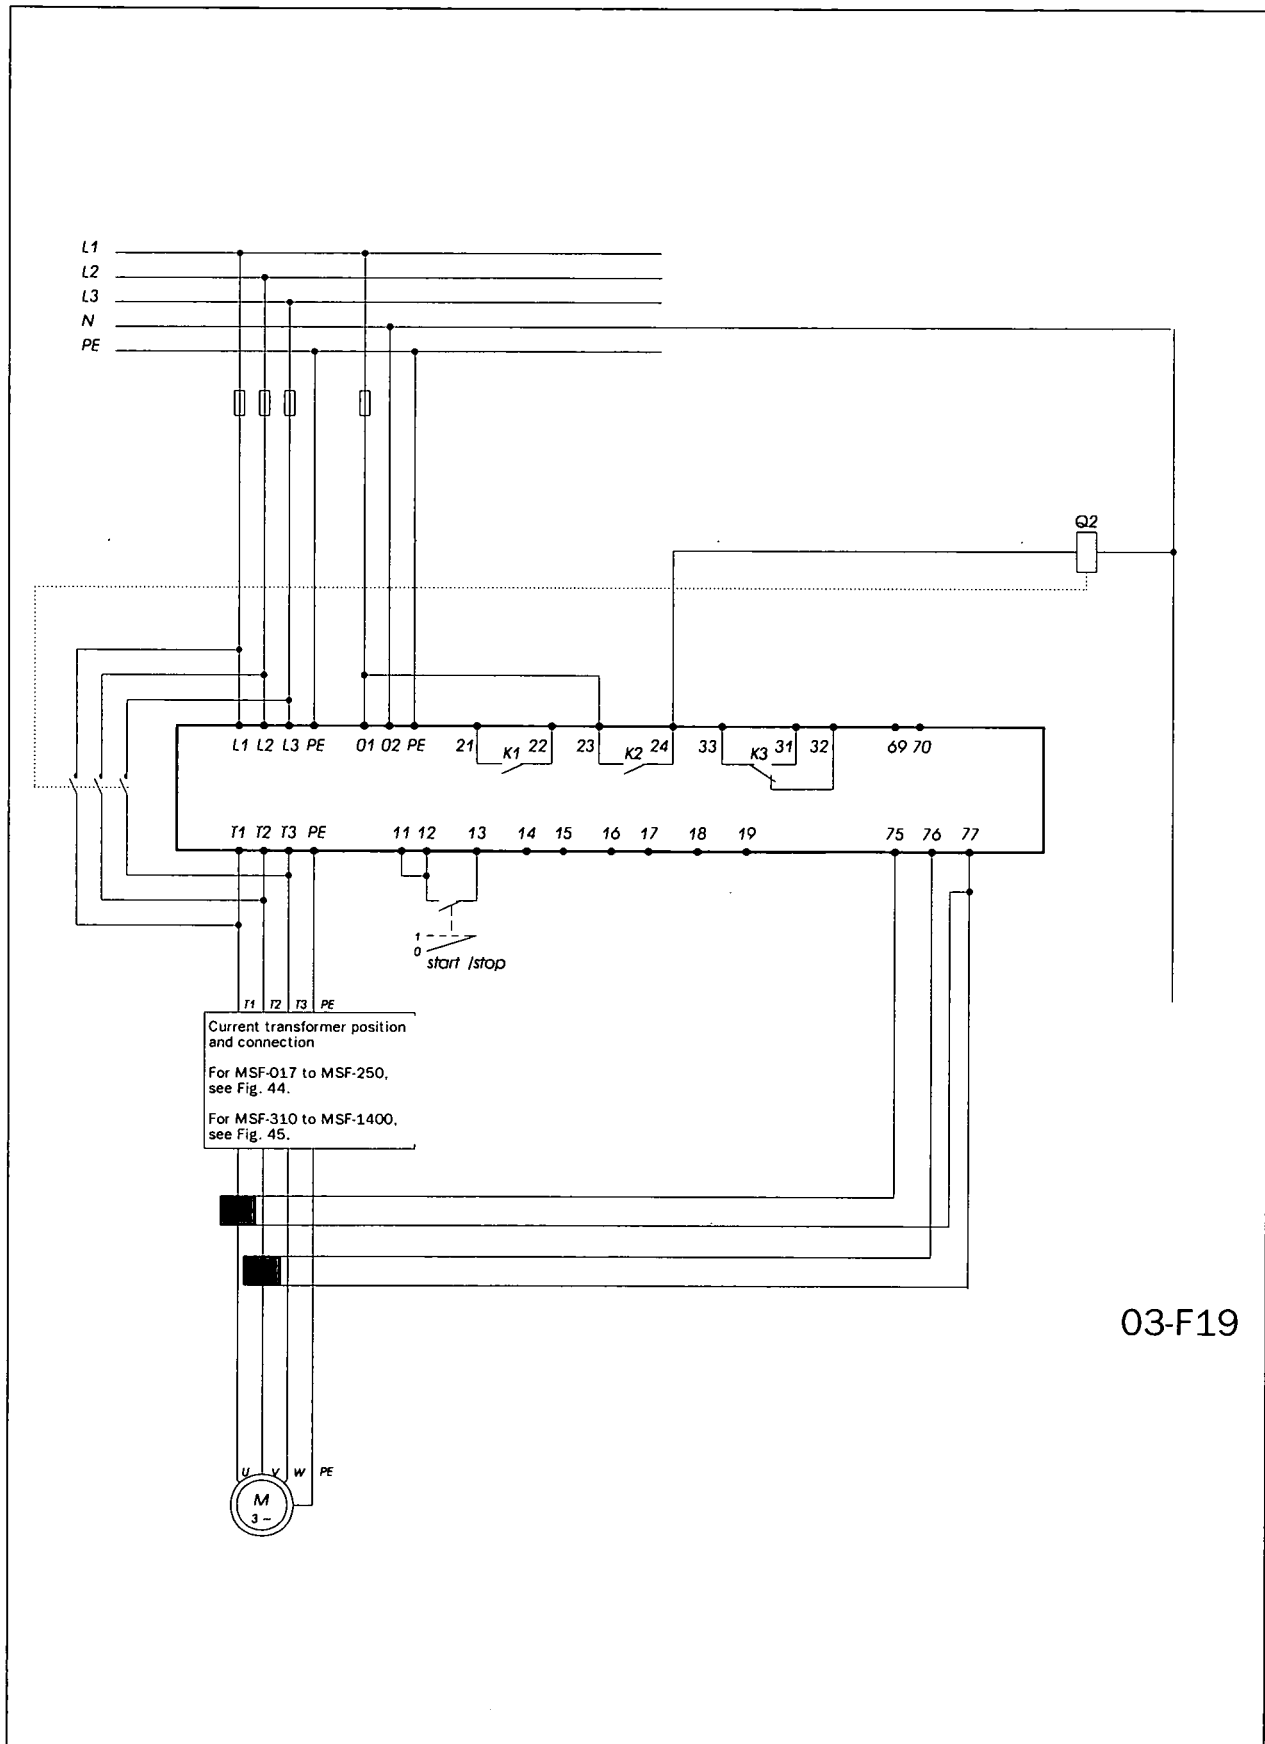 L1
L2
L3
N
PE
Q2
L1 L2 L3 PE 01 02 PE 21 K1 22 23 K2 24 33 K3 31 32 69 70
T1 T2 T3 PE 11 12 13 14 15 16 17 18 19 75 76 77
1
0
start /stop
T1 T2 T3 PE
Current transformer position
and connection
For MSF-017 to MSF-250,
see Fig. 44.
For MSF-310 to MSF-1400,
see Fig. 45.
03-F19
U V W PE
M
3 ~